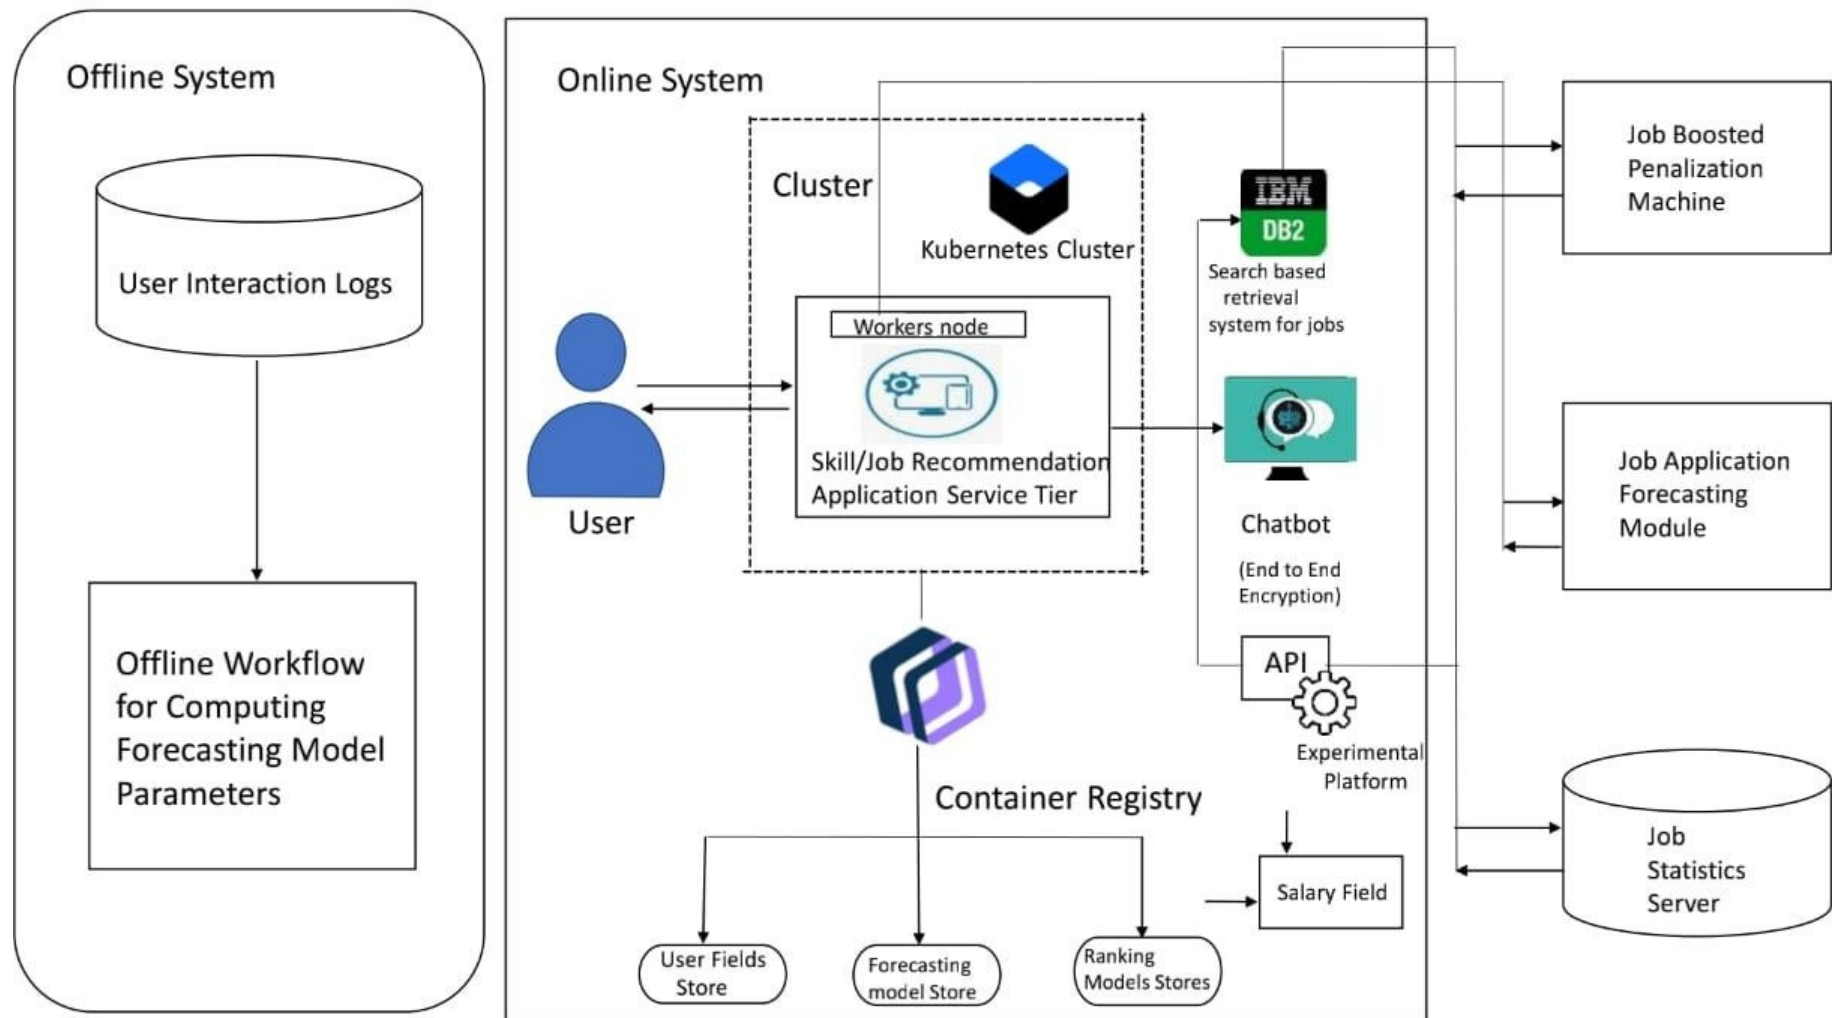 Offline System
User Interaction Logs
Offline Workflow
for Computing
Forecasting Model
Parameters
Online System
Cluster
Kubernetes Cluster
Workers node
Skill/Job Recommendation
Application Service Tier
User
IBM
DB2
Search based
retrieval
system for jobs
Chatbot
(End to End
Encryption)
API
Experimental
Platform
Container Registry
Salary Field
User Fields
Store
Forecasting
model Store
Ranking
Models Stores
Job Boosted
Penalization
Machine
Job Application
Forecasting
Module
Job
Statistics
Server